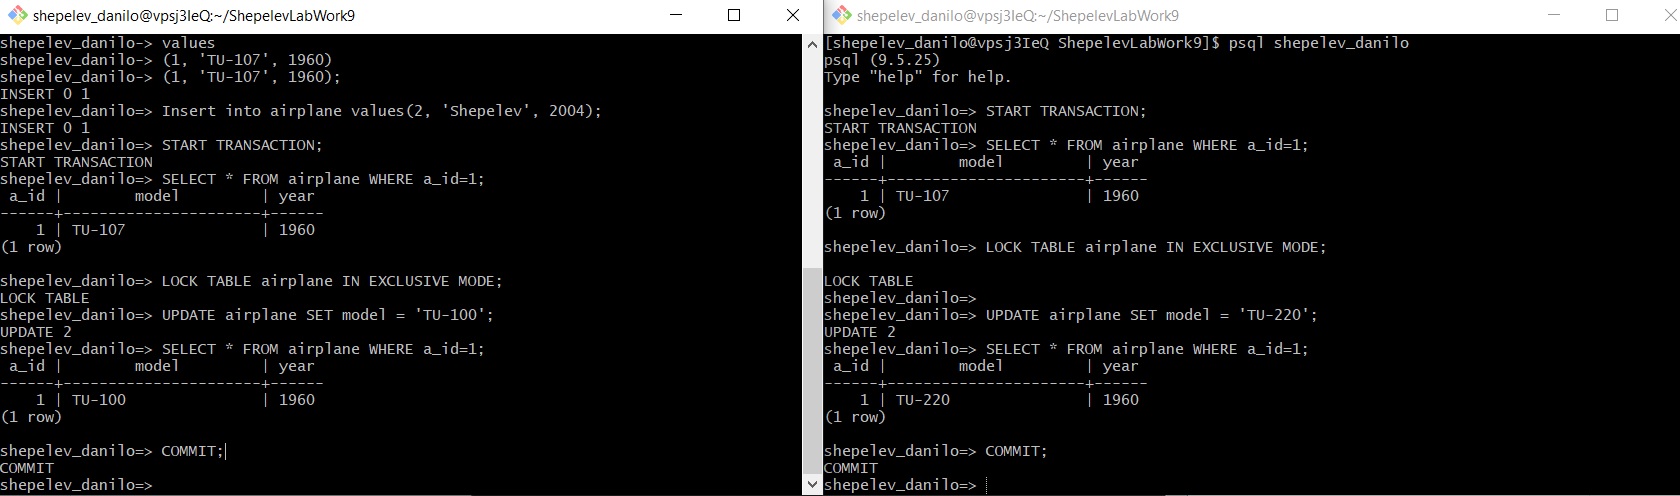 shepelev_danilo@vpsj3IeQ:~/ShepelevLabWork9
shepelev_danilo-> values
shepelev_danilo-> (1, 'TU-107', 1960)
shepelev_danilo-> (1, 'TU-107', 1960);
INSERT 0 1
shepelev_danilo=> Insert into airplane values(2, 'Shepelev', 2004);
INSERT 0 1
shepelev_danilo=> START TRANSACTION;
START TRANSACTION
shepelev_danilo=> SELECT * FROM airplane WHERE a_id=1;
 a_id |        model         | year
------+----------------------+------
    1 | TU-107               | 1960
(1 row)
shepelev_danilo=> LOCK TABLE airplane IN EXCLUSIVE MODE;
LOCK TABLE
shepelev_danilo=> UPDATE airplane SET model = 'TU-100';
UPDATE 2
shepelev_danilo=> SELECT * FROM airplane WHERE a_id=1;
 a_id |        model         | year
------+----------------------+------
    1 | TU-100               | 1960
(1 row)
shepelev_danilo=> COMMIT;
COMMIT
shepelev_danilo=>
shepelev_danilo@vpsj3IeQ:~/ShepelevLabWork9
[shepelev_danilo@vpsj3IeQ ShepelevLabWork9]$ psql shepelev_danilo
psql (9.5.25)
Type "help" for help.
shepelev_danilo=> START TRANSACTION;
START TRANSACTION
shepelev_danilo=> SELECT * FROM airplane WHERE a_id=1;
 a_id |        model         | year
------+----------------------+------
    1 | TU-107               | 1960
(1 row)
shepelev_danilo=> LOCK TABLE airplane IN EXCLUSIVE MODE;
LOCK TABLE
shepelev_danilo=>
shepelev_danilo=> UPDATE airplane SET model = 'TU-220';
UPDATE 2
shepelev_danilo=> SELECT * FROM airplane WHERE a_id=1;
 a_id |        model         | year
------+----------------------+------
    1 | TU-220               | 1960
(1 row)
shepelev_danilo=> COMMIT;
COMMIT
shepelev_danilo=>